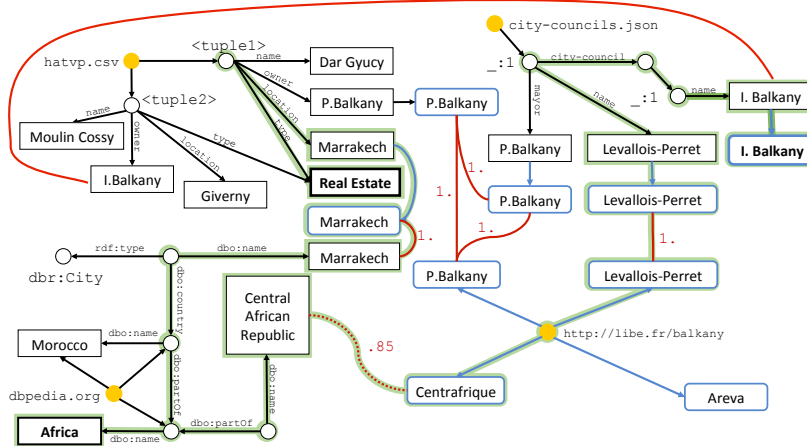 city-councils.json
hatvp.csv
<tuple1>
name
Dar Gyucy
_:1
city-council
owner
location
type
P.Balkany
P.Balkany
mayor
name
_:1
name
I. Balkany
<tuple2>
name
owner
location
type
Moulin Cossy
Marrakech
P.Balkany
Levallois-Perret
I. Balkany
1.
I.Balkany
Giverny
Real Estate
1.
P.Balkany
Levallois-Perret
Marrakech
1.
1.
1.
rdf:type
dbo:name
Marrakech
dbr:City
P.Balkany
Levallois-Perret
dbo:country
Central
African
Republic
Morocco
dbo:name
.85
http://libe.fr/balkany
dbo:partOf
dbo:name
dbpedia.org
Centrafrique
Areva
Africa
dbo:name
dbo:partOf